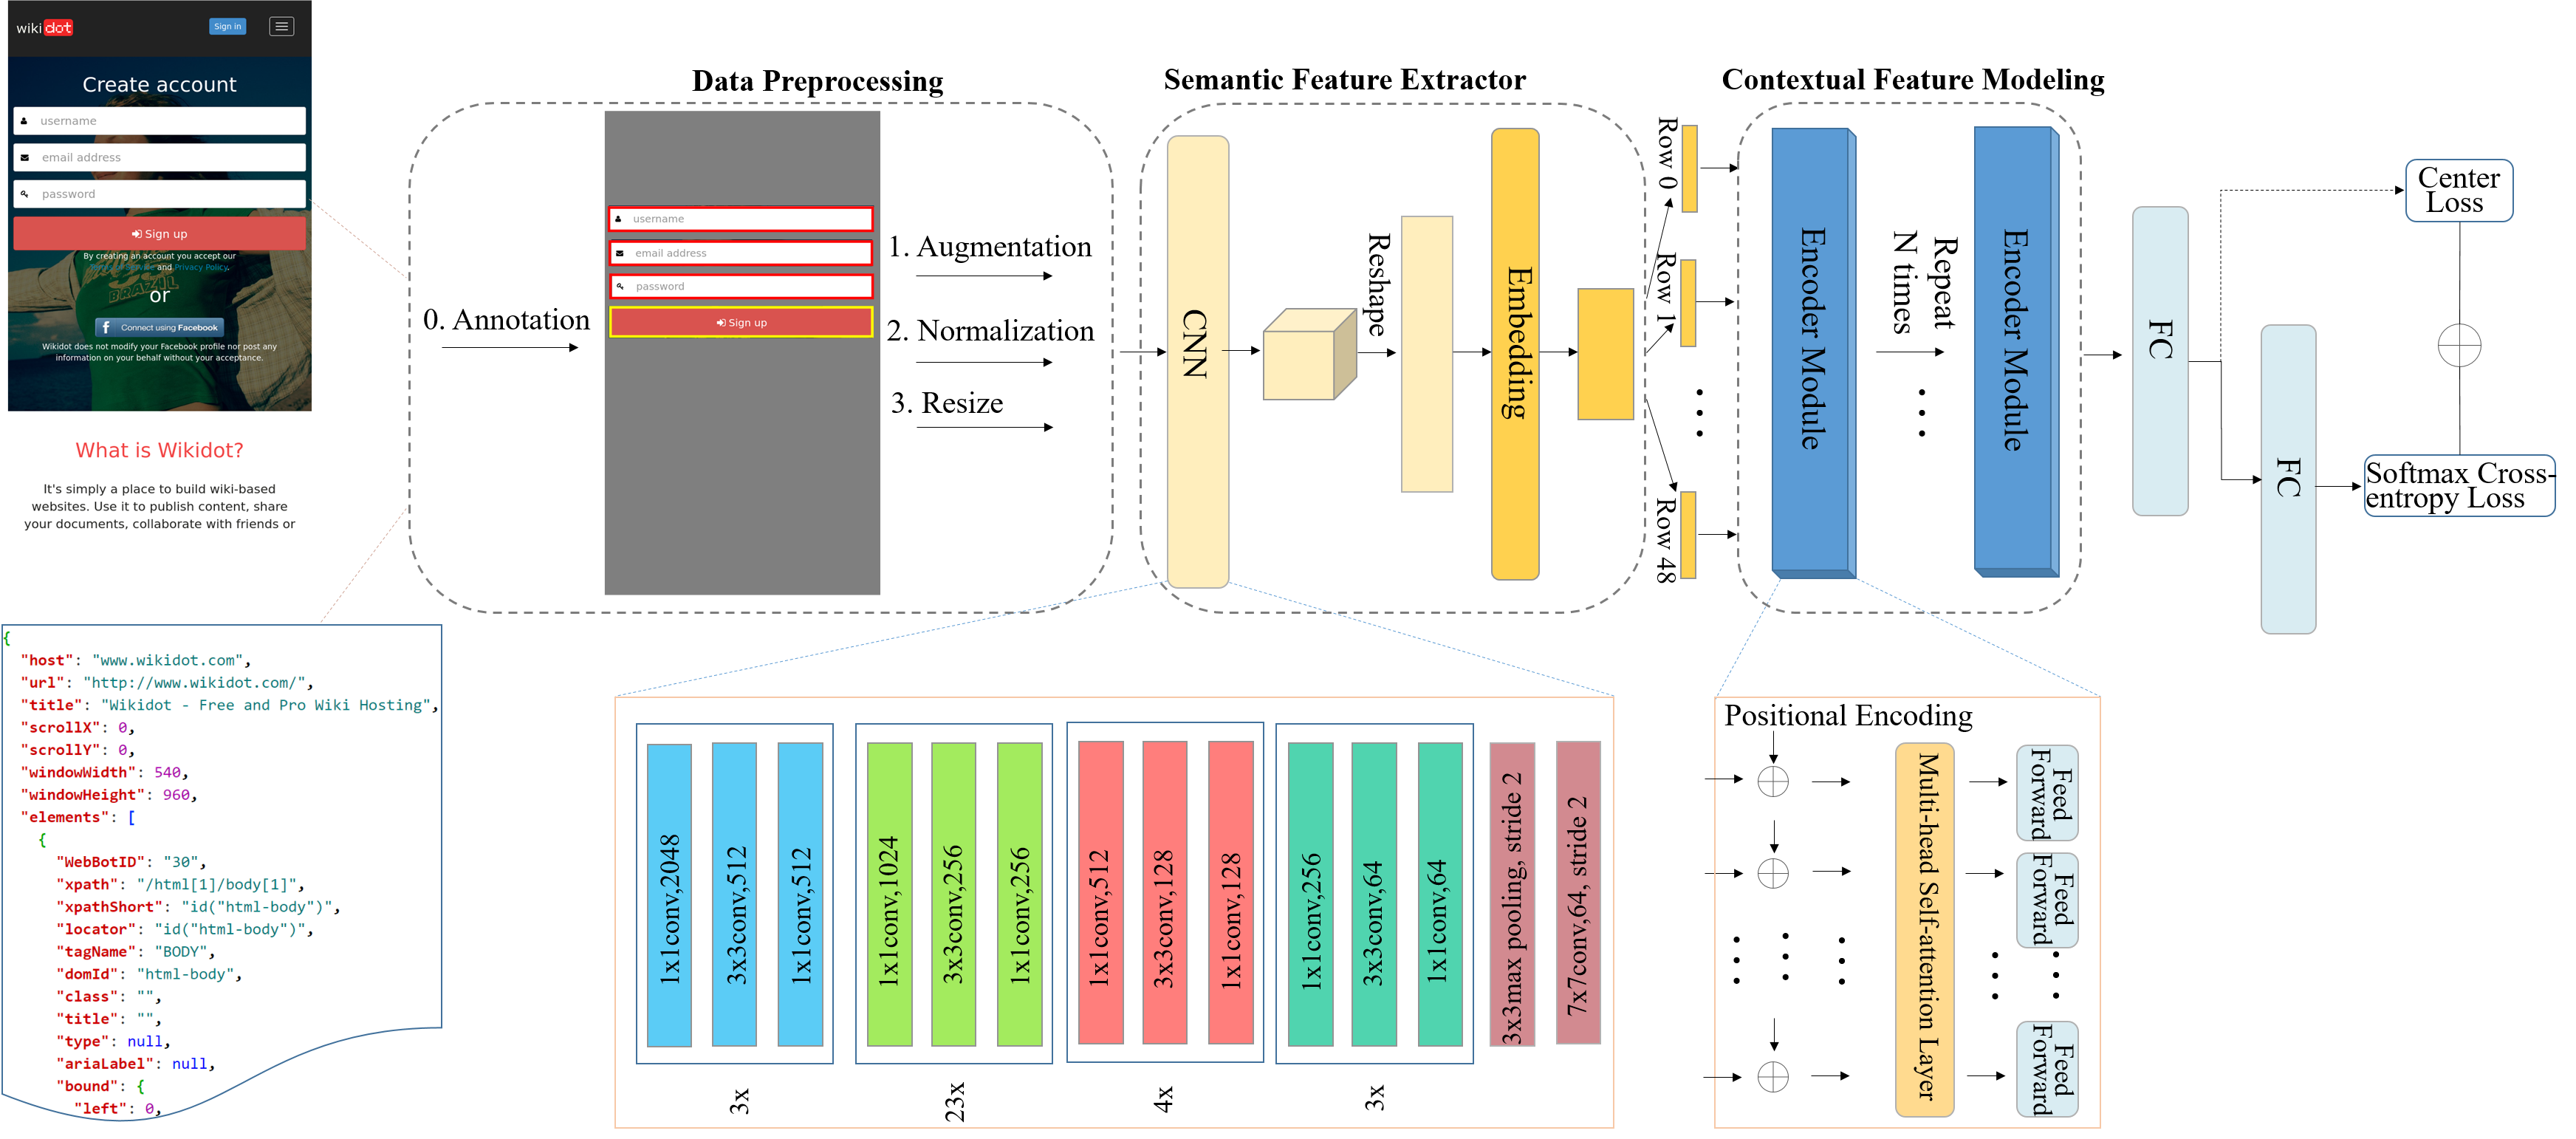 wikidot
Sign in
Create account
username
email address
password
Sign up
By creating an account you accept our
and Privacy Policy.
BRAZIL
or
Connect using Facebook
Wikidot does not modify your Facebook profile nor post any
information on your behalf without your acceptance.
What is Wikidot?
It's simply a place to build wiki-based
websites. Use it to publish content, share
your documents, collaborate with friends or
{
"host": "www.wikidot.com",
"url": "http://www.wikidot.com/",
"title": "Wikidot - Free and Pro Wiki Hosting",
"scrollX": 0,
"scrollY": 0,
"windowWidth": 540,
"windowHeight": 960,
"elements": [
{
"WebBotID": "30",
"xpath": "/html[1]/body[1]",
"xpathShort": "id("html-body")",
"locator": "id("html-body")",
"tagName": "BODY",
"domId": "html-body",
"class": "",
"title": "",
"type": null,
"ariaLabel": null,
"bound": {
"left": 0,
Data Preprocessing
0. Annotation
username
email address
password
Sign up
1. Augmentation
2. Normalization
3. Resize
Semantic Feature Extractor
CNN
Reshape
Embedding
Row 0
Row 1
Row 48
Contextual Feature Modeling
Encoder Module
Repeat
N times
Encoder Module
FC
FC
Center
Loss
Softmax Cross-
entropy Loss
1x1conv,2048
3x3conv,512
1x1conv,512
3x
1x1conv,1024
3x3conv,256
1x1conv,256
23x
1x1conv,512
3x3conv,128
1x1conv,128
4x
1x1conv,256
3x3conv,64
1x1conv,64
3x
3x3max pooling, stride 2
7x7conv,64, stride 2
Positional Encoding
Multi-head Self-attention Layer
Feed
Forward
Feed
Forward
Feed
Forward